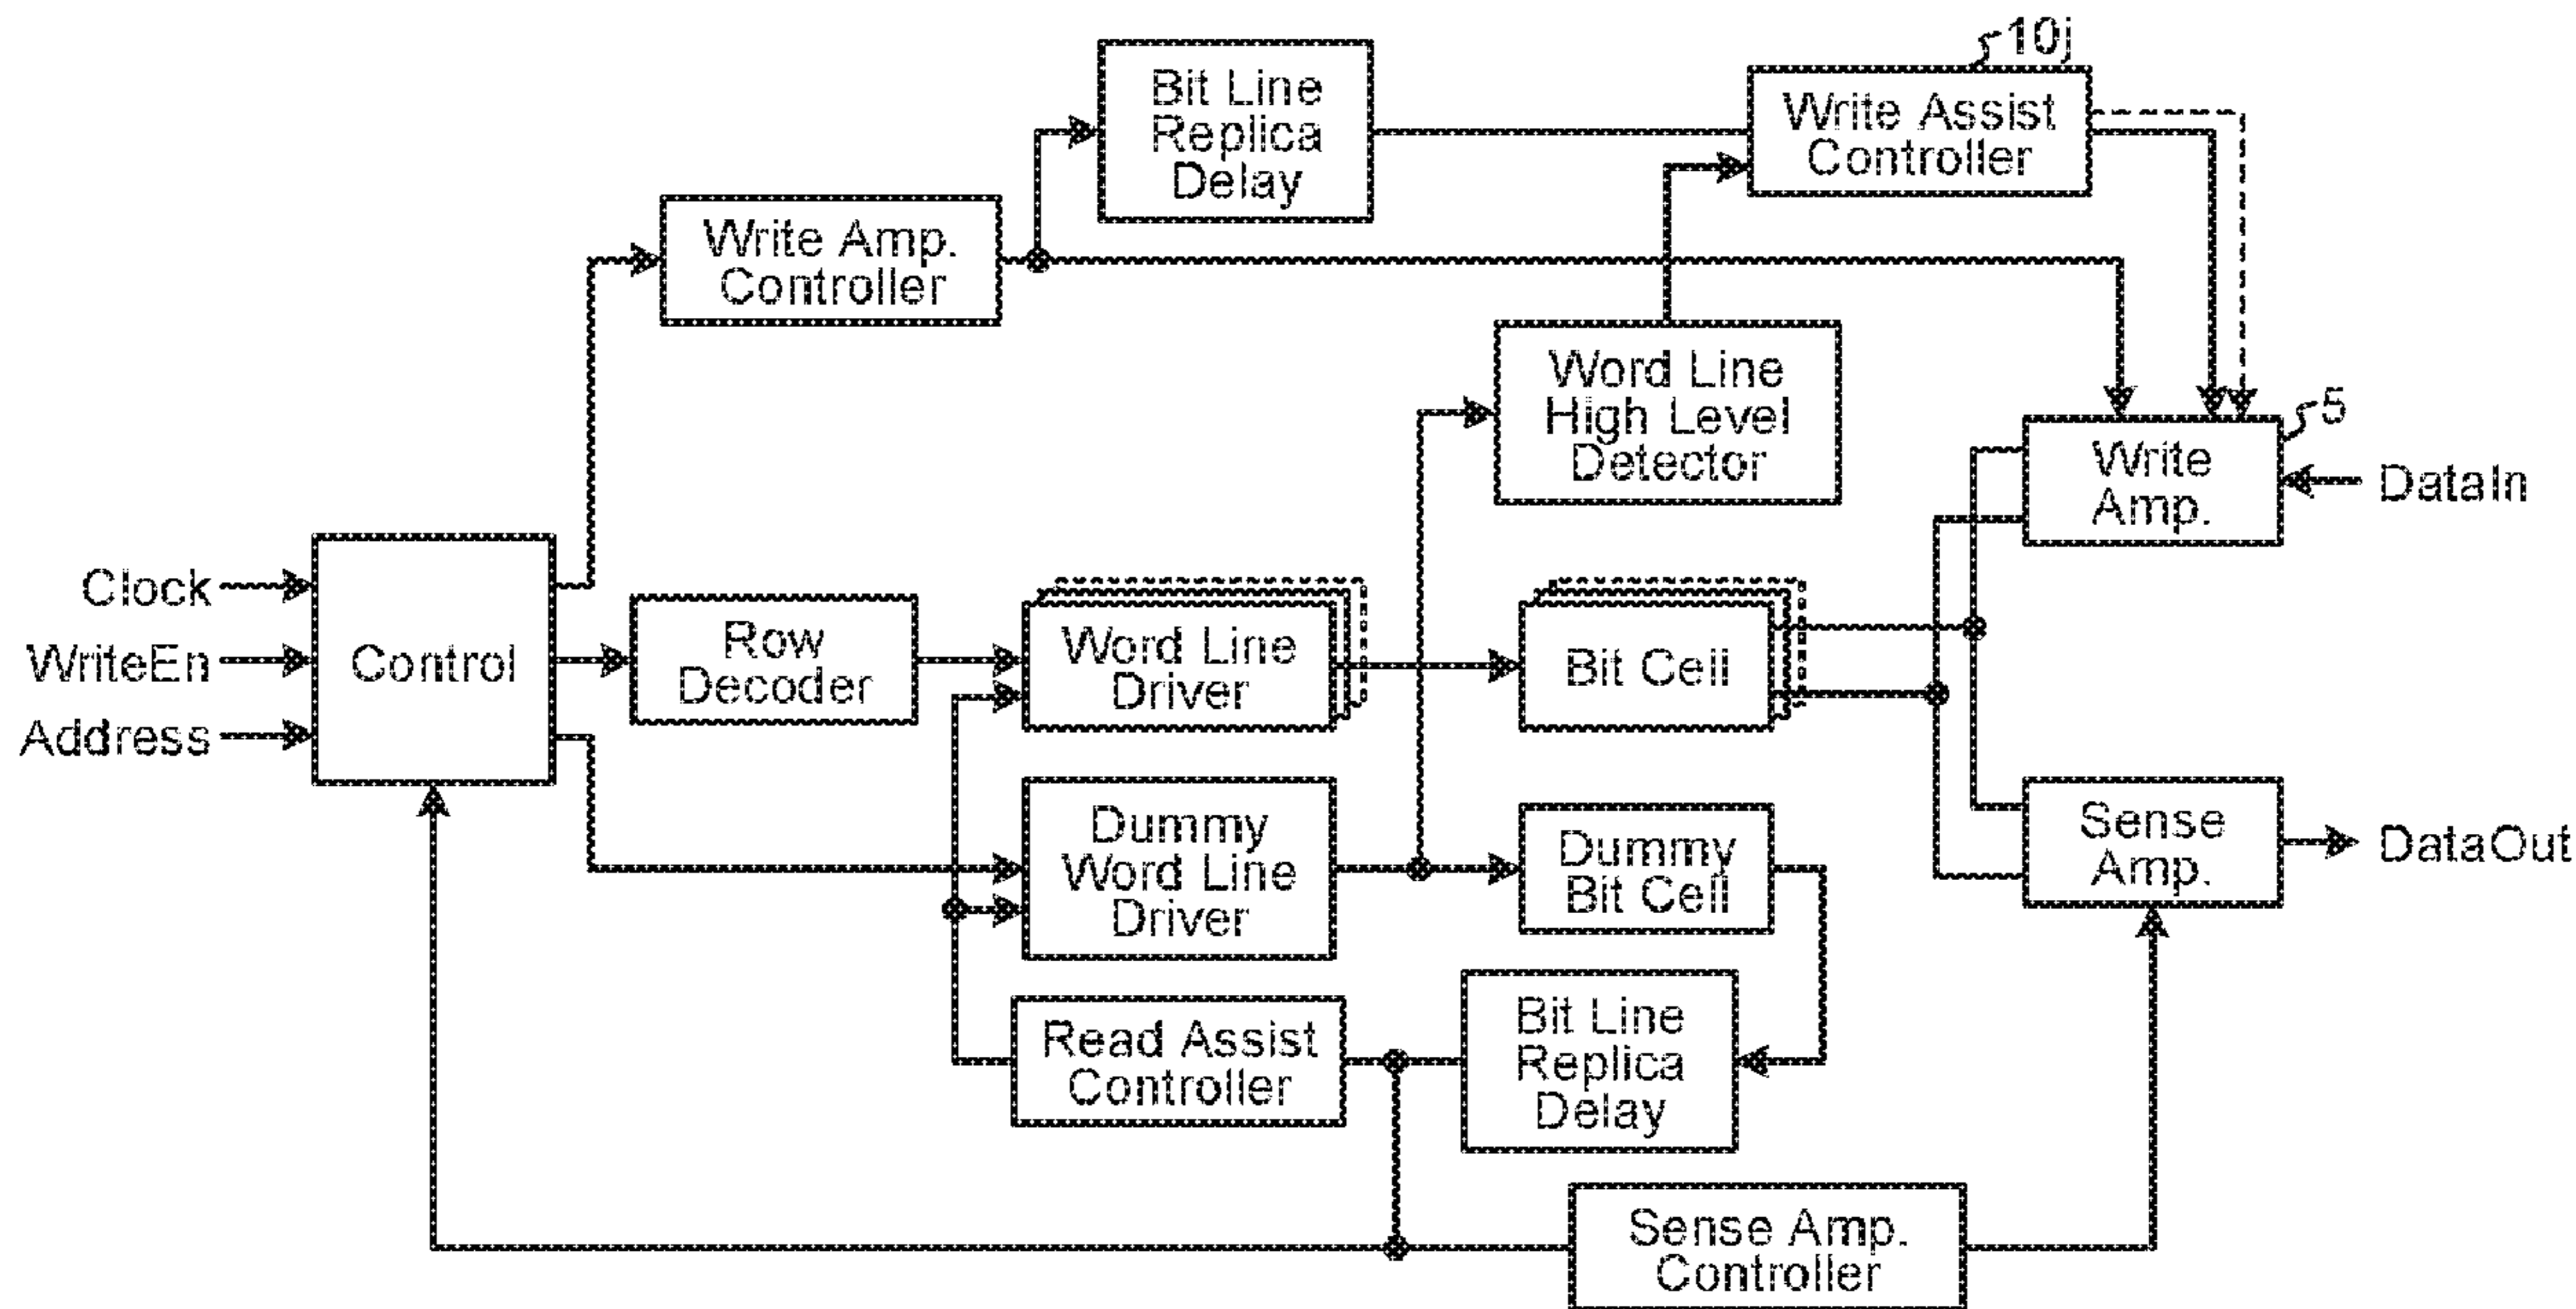 10j
Bit Line
Replica
Delay
Write Assist
Controller
Write Amp.
Controller
Word Line
High Level
Detector
5
Write
Amp.
DataIn
Clock
WriteEn
Address
Control
Row
Decoder
Word Line
Driver
Bit Cell
Dummy
Word Line
Driver
Dummy
Bit Cell
Sense
Amp.
DataOut
Read Assist
Controller
Bit Line
Replica
Delay
Sense Amp.
Controller